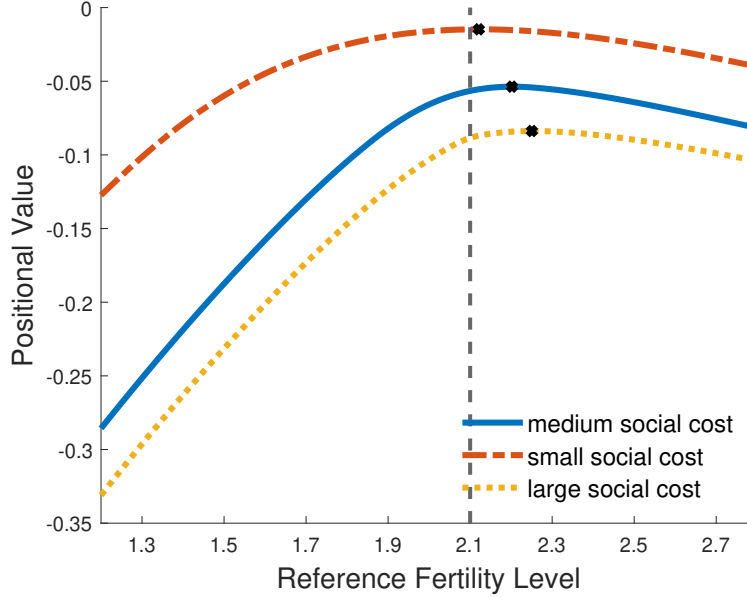 0
-0.05
-0.1
-0.15
-0.2
-0.25
-0.3
-0.35
Positional Value
medium social cost
small social cost
large social cost
1.3 1.5 1.7 1.9 2.1 2.3 2.5 2.7
Reference Fertility Level